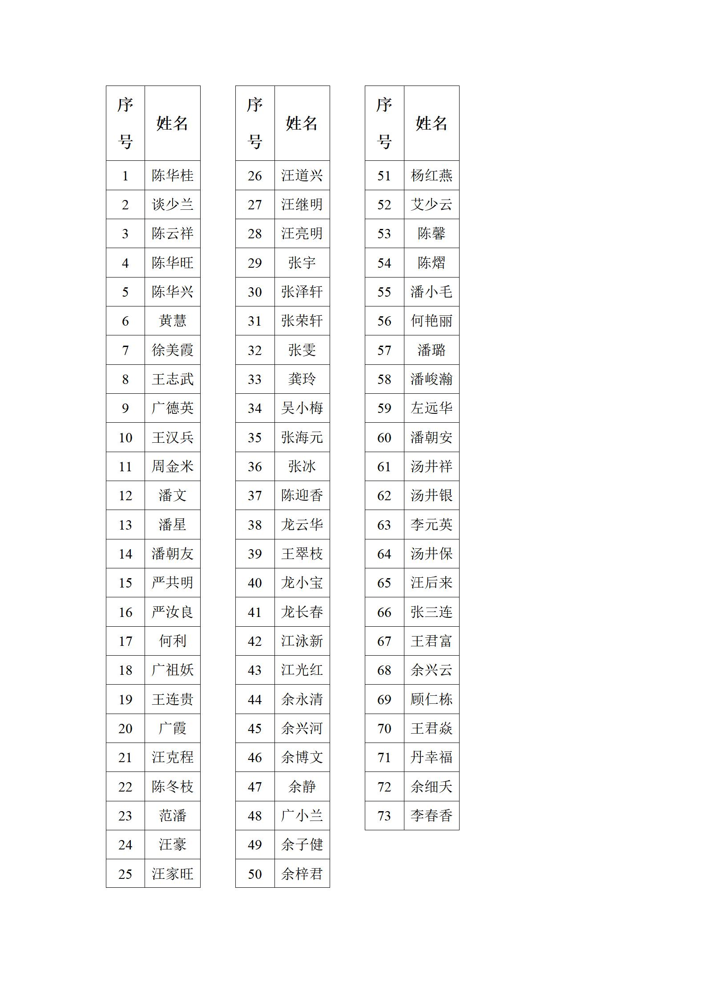 序号 姓名
1 陈华桂
2 谈少兰
3 陈云祥
4 陈华旺
5 陈华兴
6 黄慧
7 徐美霞
8 王志武
9 广德英
10 王汉兵
11 周金米
12 潘文
13 潘星
14 潘朝友
15 严共明
16 严汝良
17 何利
18 广祖妖
19 王连贵
20 广霞
21 汪克程
22 陈冬枝
23 范潘
24 汪豪
25 汪家旺
序号 姓名
26 汪道兴
27 汪继明
28 汪亮明
29 张宇
30 张泽轩
31 张荣轩
32 张雯
33 龚玲
34 吴小梅
35 张海元
36 张冰
37 陈迎香
38 龙云华
39 王翠枝
40 龙小宝
41 龙长春
42 江泳新
43 江光红
44 余永清
45 余兴河
46 余博文
47 余静
48 广小兰
49 余子健
50 余梓君
序号 姓名
51 杨红燕
52 艾少云
53 陈馨
54 陈熠
55 潘小毛
56 何艳丽
57 潘璐
58 潘峻瀚
59 左远华
60 潘朝安
61 汤井祥
62 汤井银
63 李元英
64 汤井保
65 汪后来
66 张三连
67 王君富
68 余兴云
69 顾仁栋
70 王君焱
71 丹幸福
72 余细夭
73 李春香